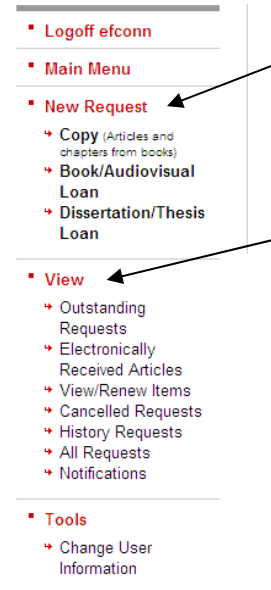 Logoff efconn
Main Menu
New Request
Copy (Articles and
chapters from books)
Book/Audiovisual
Loan
Dissertation/Thesis
Loan
View
Outstanding
Requests
Electronically
Received Articles
View/Renew Items
Cancelled Requests
History Requests
All Requests
Notifications
Tools
Change User
Information